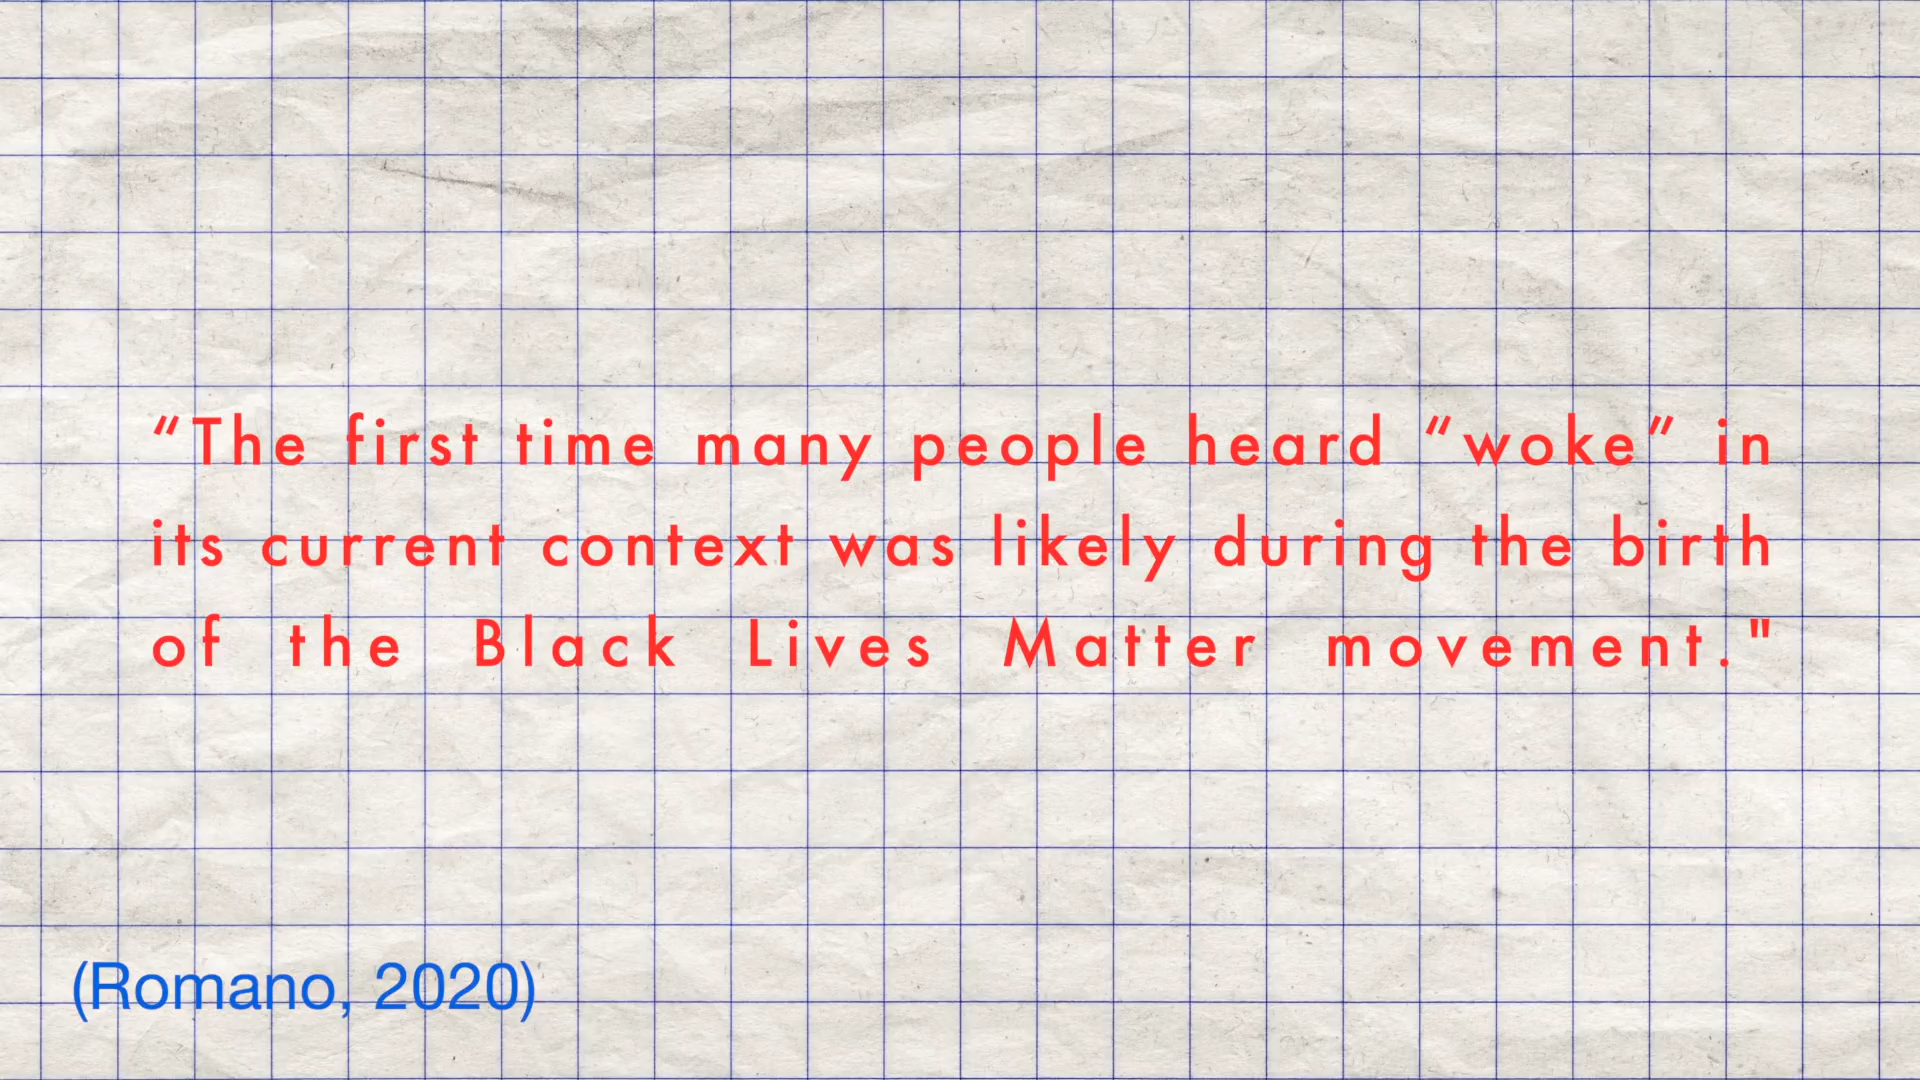 “The first time many people heard “woke” in
its current context was likely during the birth
of the Black Lives Matter movement."
(Romano, 2020)